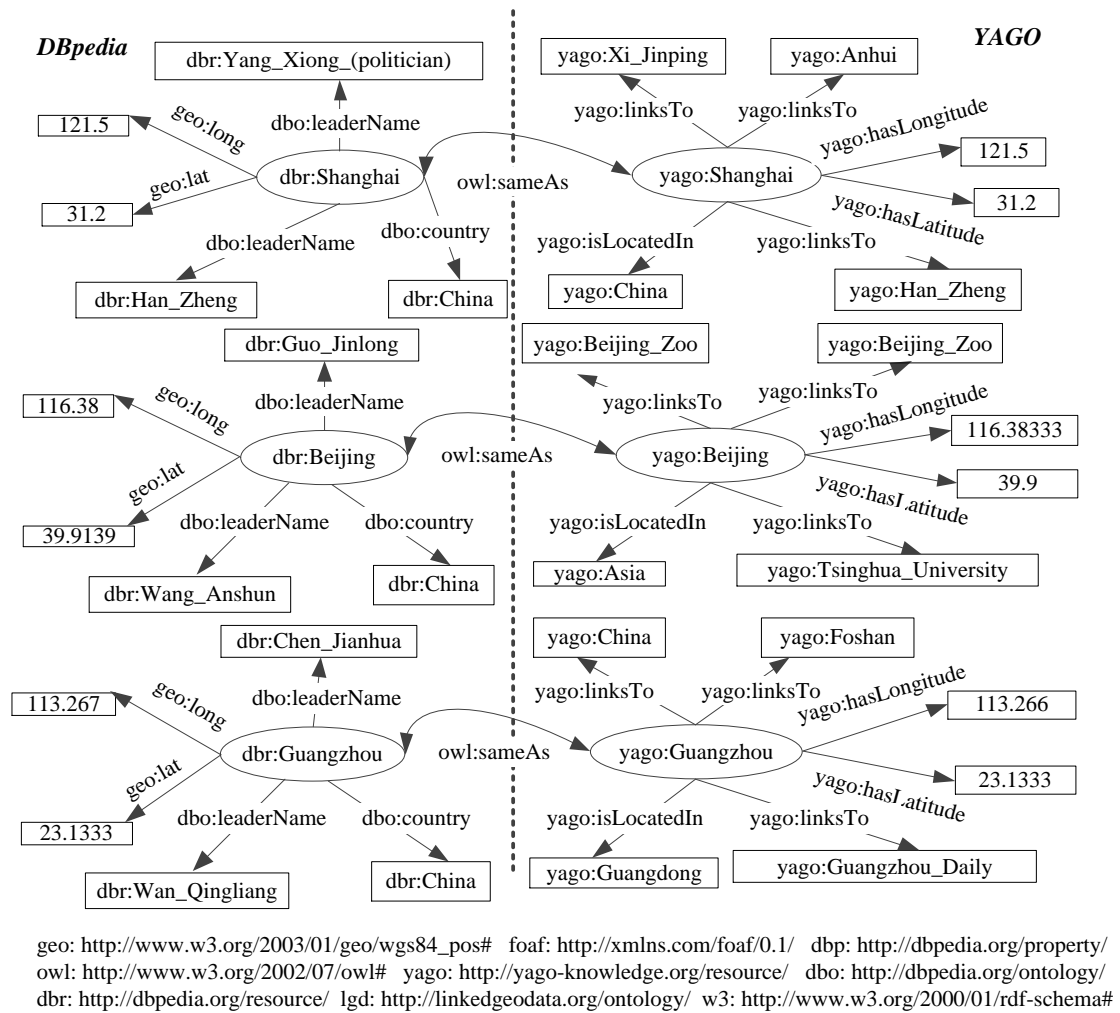 DBpedia
YAGO
dbr:Yang_Xiong_(politician)
yago:Xi_Jinping
yago:Anhui
geo:long
121.5
dbo:leaderName
yago:linksTo
yago:linksTo
yago:hasLongitude
121.5
geo:lat
dbr:Shanghai
owl:sameAs
yago:Shanghai
31.2
31.2
yago:hasLatitude
dbo:leaderName
dbo:country
yago:isLocatedIn
yago:linksTo
dbr:Han_Zheng
dbr:China
yago:China
yago:Han_Zheng
dbr:Guo_Jinlong
yago:Beijing_Zoo
yago:Beijing_Zoo
116.38
geo:long
dbo:leaderName
yago:linksTo
yago:linksTo
yago:hasLongitude
116.38333
geo:lat
dbr:Beijing
owl:sameAs
yago:Beijing
39.9
39.9139
yago:hasLatitude
dbo:leaderName
dbo:country
yago:isLocatedIn
yago:linksTo
dbr:Wang_Anshun
dbr:China
yago:Asia
yago:Tsinghua_University
dbr:Chen_Jianhua
yago:China
yago:Foshan
113.267
geo:long
dbo:leaderName
yago:linksTo
yago:linksTo
yago:hasLongitude
113.266
geo:lat
dbr:Guangzhou
owl:sameAs
yago:Guangzhou
23.1333
23.1333
yago:hasLatitude
dbo:leaderName
dbo:country
yago:isLocatedIn
yago:linksTo
dbr:Wan_Qingliang
dbr:China
yago:Guangdong
yago:Guangzhou_Daily
geo: http://www.w3.org/2003/01/geo/wgs84_pos# foaf: http://xmlns.com/foaf/0.1/ dbp: http://dbpedia.org/property/
owl: http://www.w3.org/2002/07/owl# yago: http://yago-knowledge.org/resource/ dbo: http://dbpedia.org/ontology/
dbr: http://dbpedia.org/resource/ lgd: http://linkedgeodata.org/ontology/ w3: http://www.w3.org/2000/01/rdf-schema#